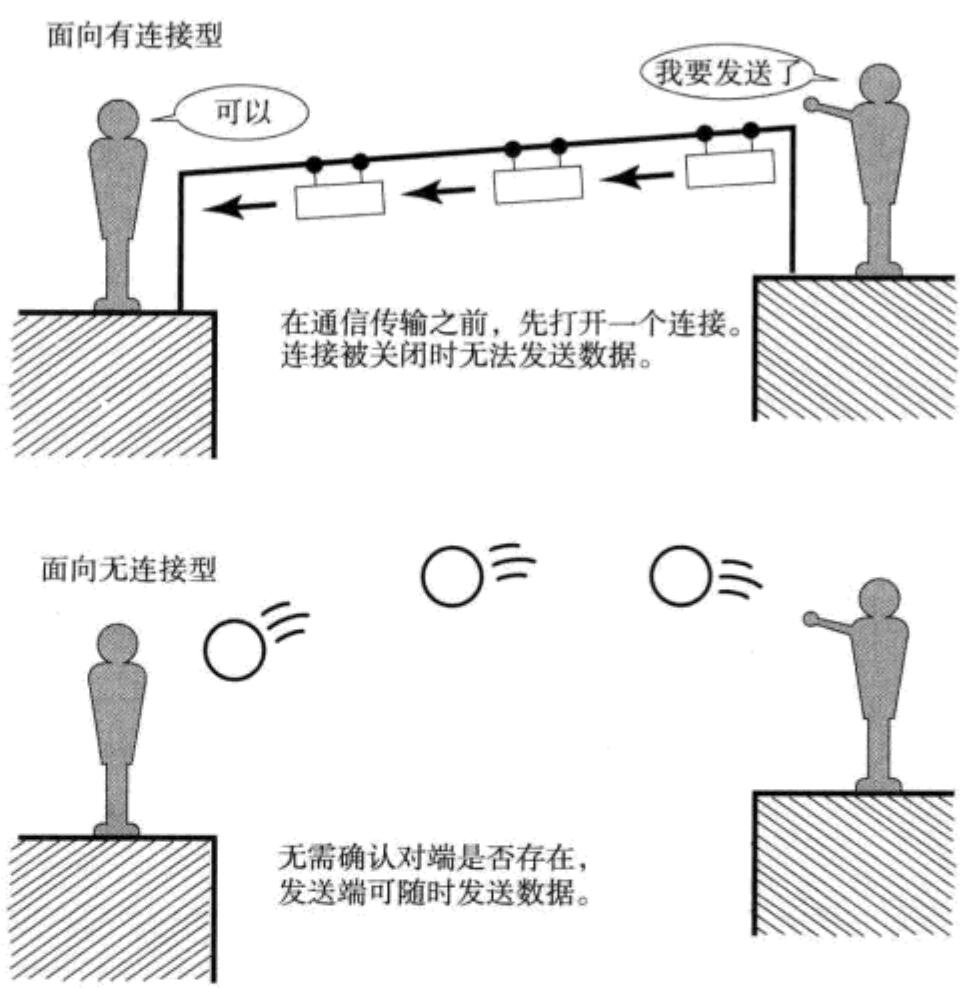 面向有连接型
我要发送了
可以
在通信传输之前，先打开一个连接。
连接被关闭时无法发送数据。
面向无连接型
无需确认对端是否存在，
发送端可随时发送数据。